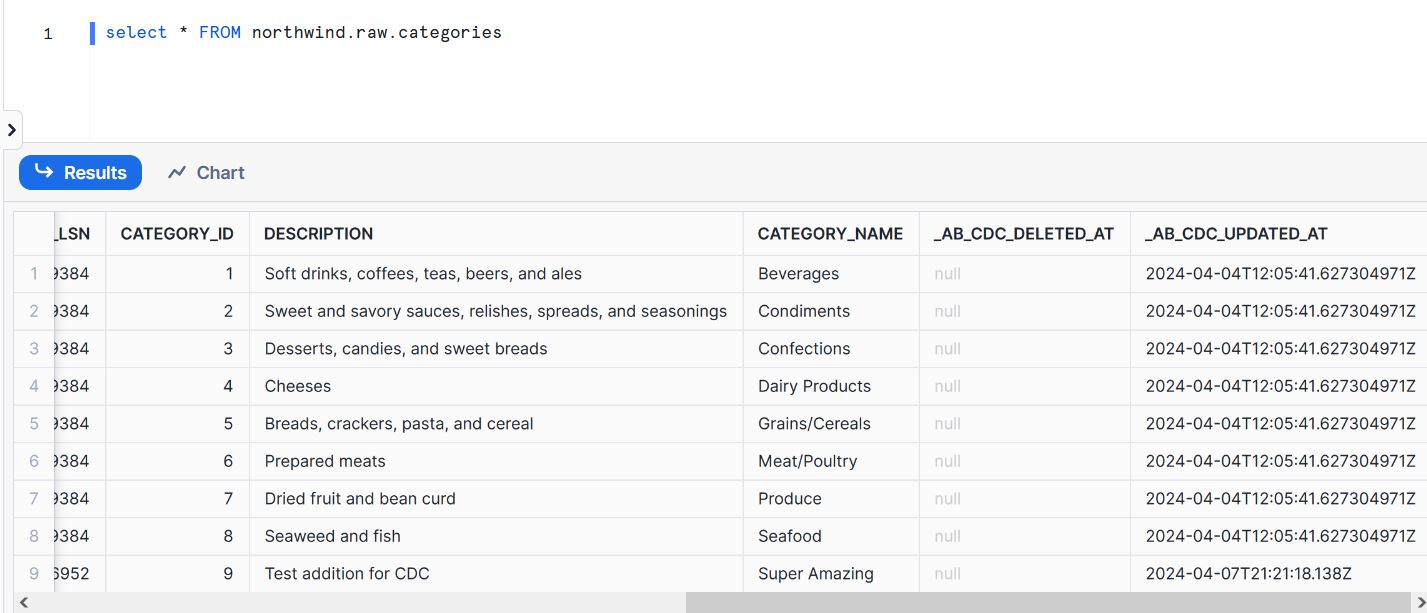 1 select * FROM northwind.raw.categories
Results Chart
_LSN CATEGORY_ID DESCRIPTION CATEGORY_NAME _AB_CDC_DELETED_AT _AB_CDC_UPDATED_AT
1 9384 1 Soft drinks, coffees, teas, beers, and ales Beverages null 2024-04-04T12:05:41.627304971Z
2 9384 2 Sweet and savory sauces, relishes, spreads, and seasonings Condiments null 2024-04-04T12:05:41.627304971Z
3 9384 3 Desserts, candies, and sweet breads Confections null 2024-04-04T12:05:41.627304971Z
4 9384 4 Cheeses Dairy Products null 2024-04-04T12:05:41.627304971Z
5 9384 5 Breads, crackers, pasta, and cereal Grains/Cereals null 2024-04-04T12:05:41.627304971Z
6 9384 6 Prepared meats Meat/Poultry null 2024-04-04T12:05:41.627304971Z
7 9384 7 Dried fruit and bean curd Produce null 2024-04-04T12:05:41.627304971Z
8 9384 8 Seaweed and fish Seafood null 2024-04-04T12:05:41.627304971Z
9 6952 9 Test addition for CDC Super Amazing null 2024-04-07T21:21:18.138Z